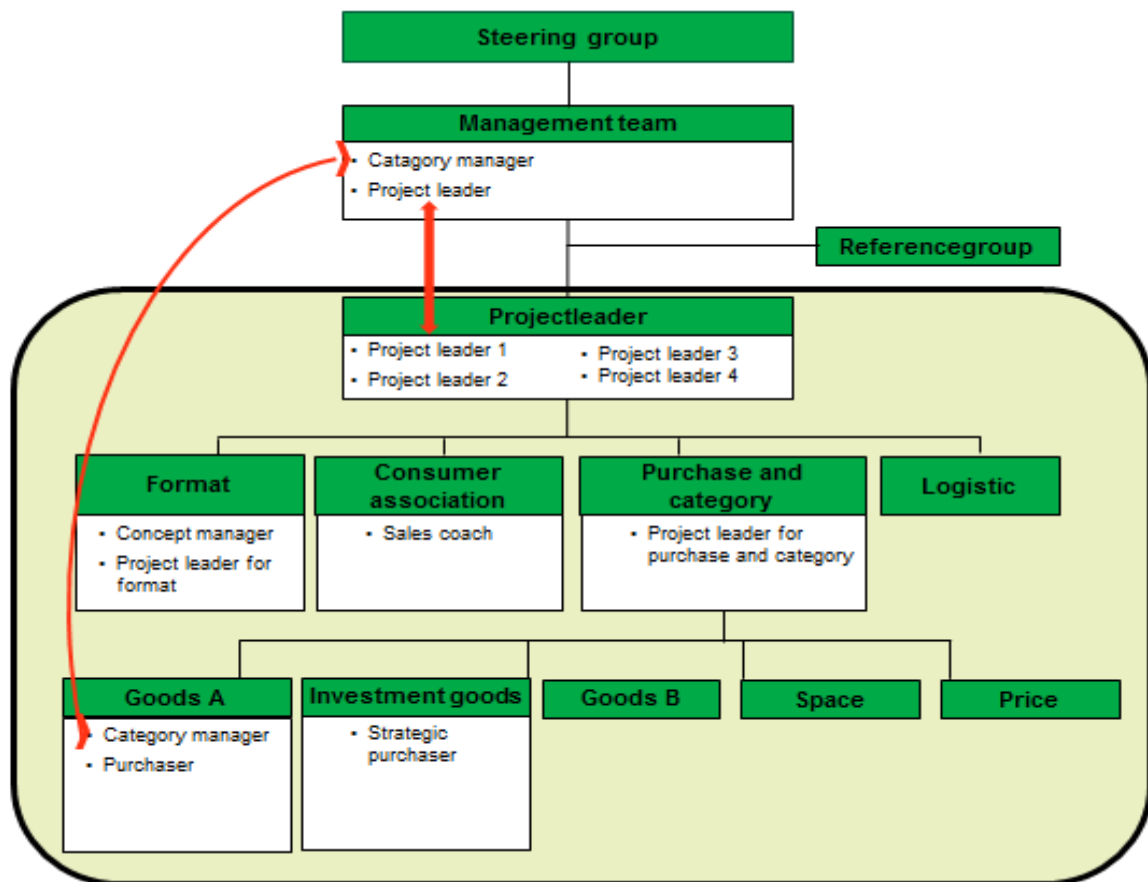 Steering group
Management team
▪ Catagory manager
▪ Project leader
Referencegroup
Projectleader
▪ Project leader 1
▪ Project leader 2
▪ Project leader 3
▪ Project leader 4
Format
▪ Concept manager
▪ Project leader for
format
Consumer
association
▪ Sales coach
Purchase and
category
▪ Project leader for
purchase and category
Logistic
Goods A
▪ Category manager
▪ Purchaser
Investment goods
▪ Strategic
purchaser
Goods B
Space
Price